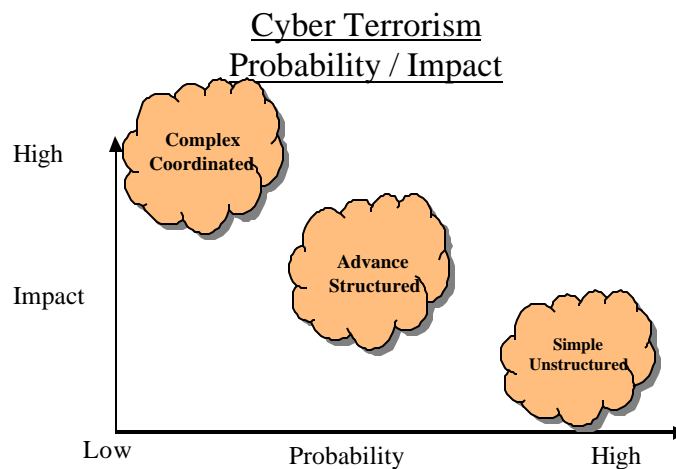 Cyber Terrorism
Probability / Impact
High
Complex
Coordinated
Advance
Structured
Impact
Simple
Unstructured
Low
Probability
High